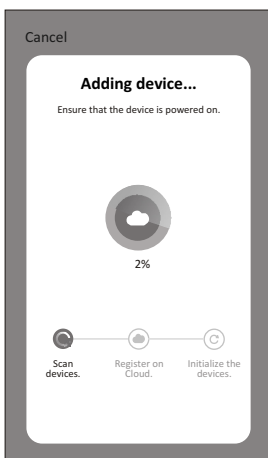 Cancel
Adding device...
Ensure that the device is powered on.
2%
Scan
devices.
Register on
Cloud.
Initialize the
devices.